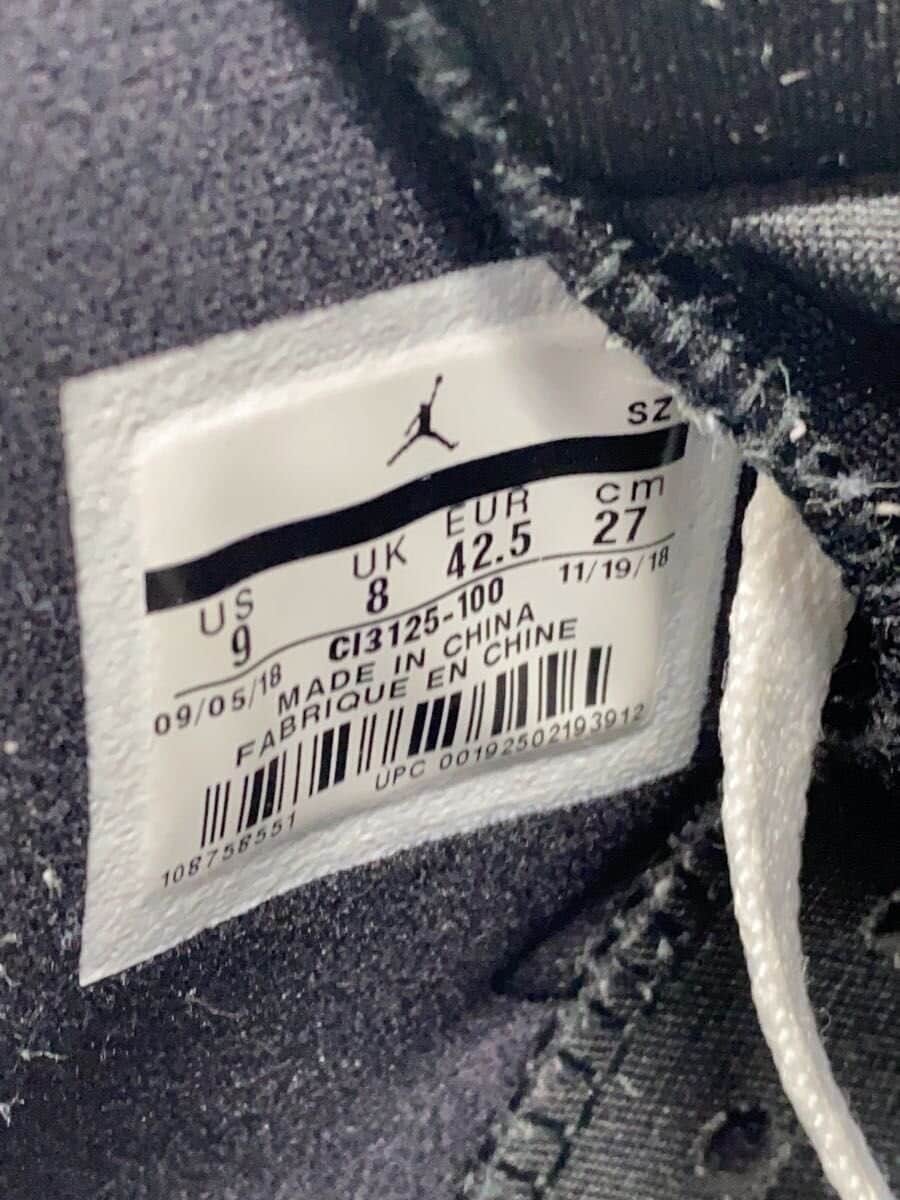 SZ
US UK EUR cm
9 8 42.5 27
09/05/18 CI3125-100 11/19/18
MADE IN CHINA
FABRIQUE EN CHINE
UPC 00192502193912
108758551